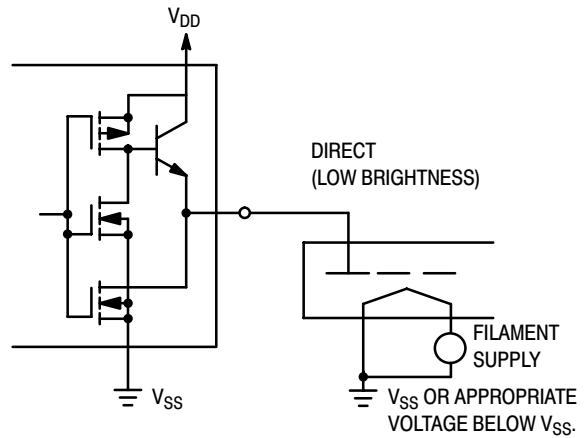 VDD
DIRECT
(LOW BRIGHTNESS)
FILAMENT
SUPPLY
VSS
VSS OR APPROPRIATE
VOLTAGE BELOW VSS.